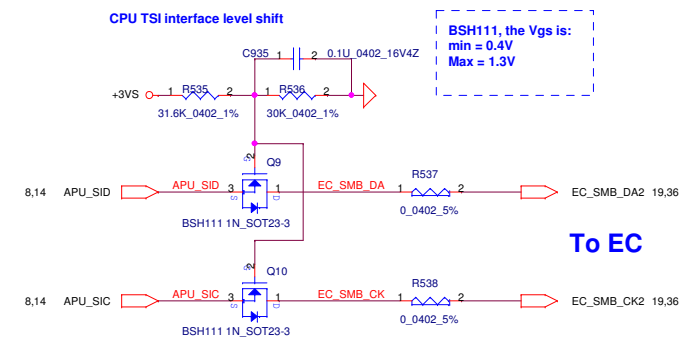 CPU TSI interface level shift
BSH111, the Vgs is:
min = 0.4V
Max = 1.3V
C935 1 2 0.1U_0402_16V4Z
+3VS 1 R535 2 1 R536 2
31.6K_0402_1% 30K_0402_1%
2
G Q9
R537
8,14 APU_SID APU_SID 3 1 EC_SMB_DA 1 2 EC_SMB_DA2 19,36
S D
0_0402_5%
BSH111 1N_SOT23-3
To EC
2
G Q10
R538
8,14 APU_SIC APU_SIC 3 1 EC_SMB_CK 1 2 EC_SMB_CK2 19,36
S D
0_0402_5%
BSH111 1N_SOT23-3